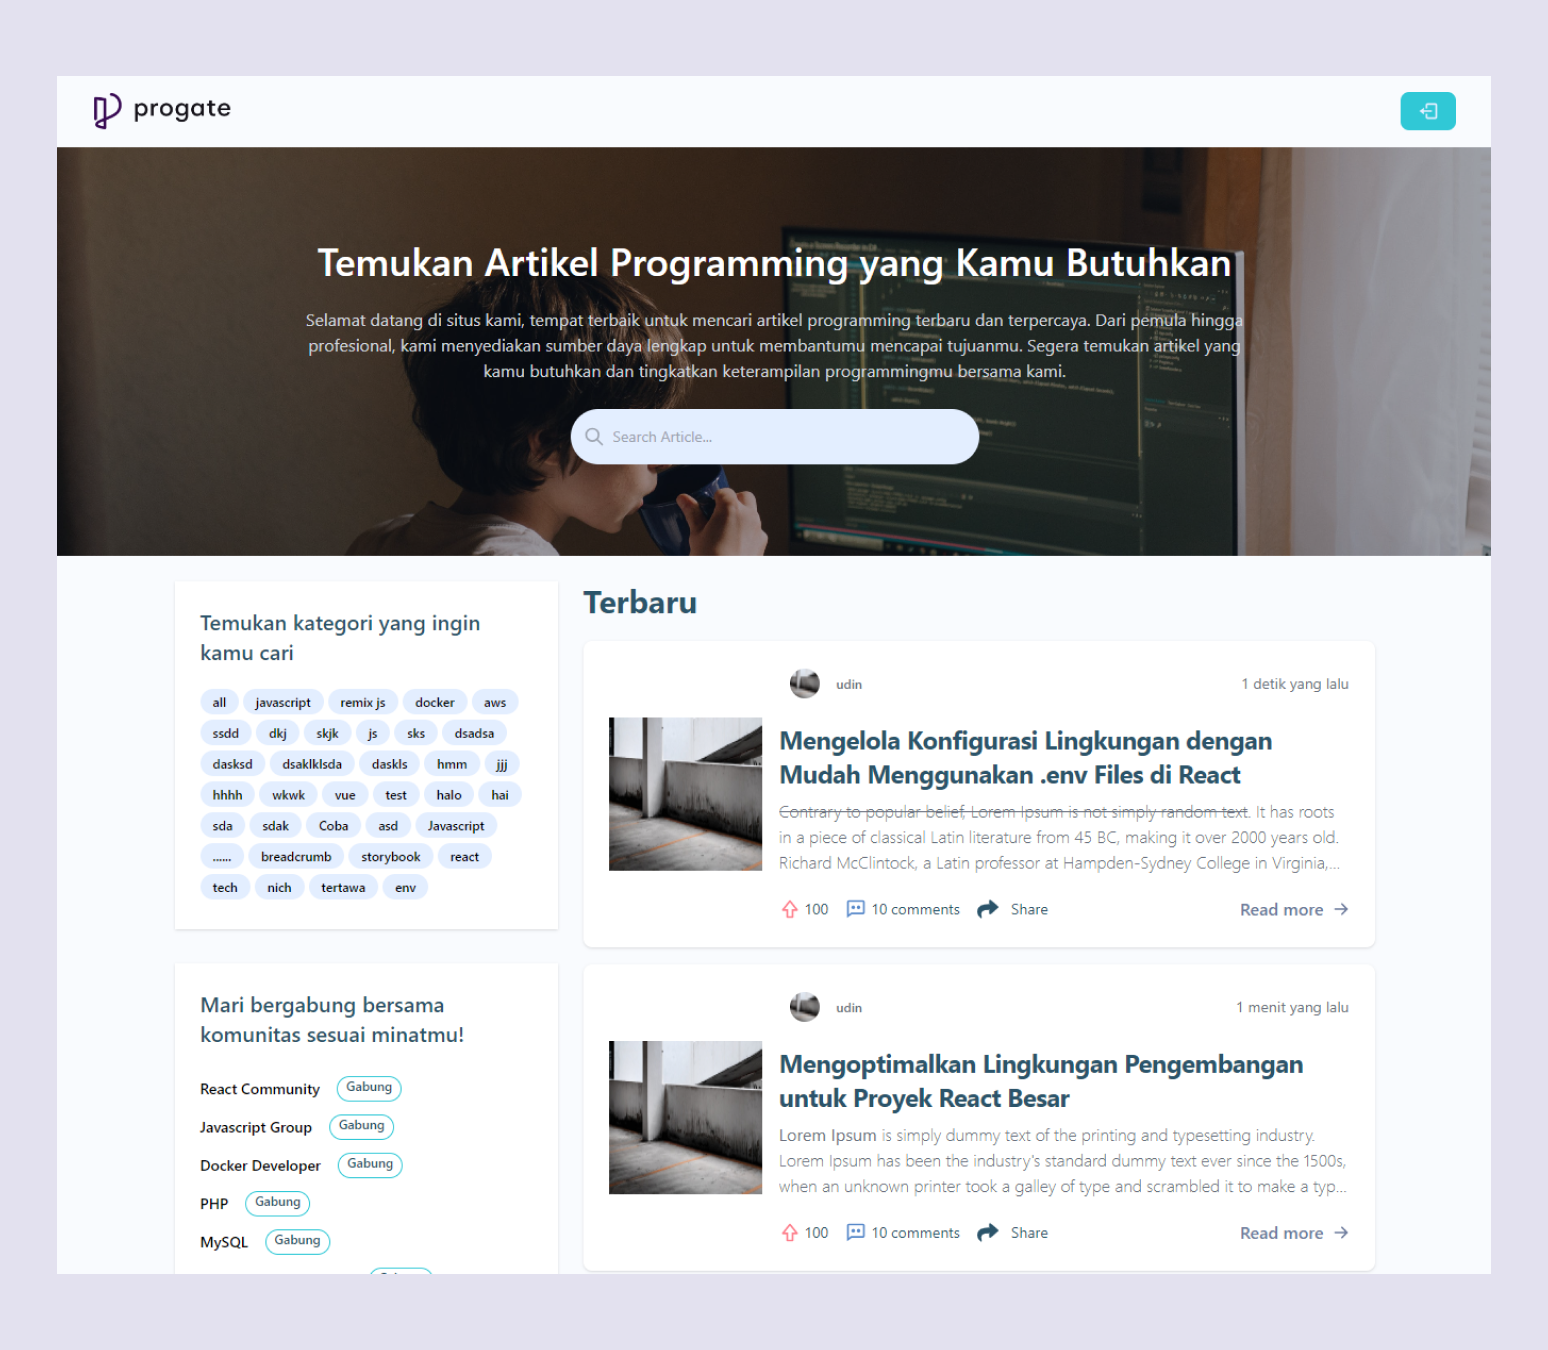 progate
Temukan Artikel Programming yang Kamu Butuhkan
Selamat datang di situs kami, tempat terbaik untuk mencari artikel programming terbaru dan terpercaya. Dari pemula hingga
profesional, kami menyediakan sumber daya lengkap untuk membantumu mencapai tujuanmu. Segera temukan artikel yang
kamu butuhkan dan tingkatkan keterampilan programmingmu bersama kami.
Search Article...
Temukan kategori yang ingin
kamu cari
all javascript remix js docker aws
ssdd dkj skjk js sks dsadsa
dasksd dsaklklsda daskls hmm jjj
hhhh wkwk vue test halo hai
sda sdak Coba asd Javascript
...... breadcrumb storybook react
tech nich tertawa env
Mari bergabung bersama
komunitas sesuai minatmu!
React Community Gabung
Javascript Group Gabung
Docker Developer Gabung
PHP Gabung
MySQL Gabung
Terbaru
udin 1 detik yang lalu
Mengelola Konfigurasi Lingkungan dengan
Mudah Menggunakan .env Files di React
Contrary to popular belief, Lorem Ipsum is not simply random text. It has roots
in a piece of classical Latin literature from 45 BC, making it over 2000 years old.
Richard McClintock, a Latin professor at Hampden-Sydney College in Virginia,...
100 10 comments Share Read more
udin 1 menit yang lalu
Mengoptimalkan Lingkungan Pengembangan
untuk Proyek React Besar
Lorem Ipsum is simply dummy text of the printing and typesetting industry.
Lorem Ipsum has been the industry's standard dummy text ever since the 1500s,
when an unknown printer took a galley of type and scrambled it to make a typ...
100 10 comments Share Read more